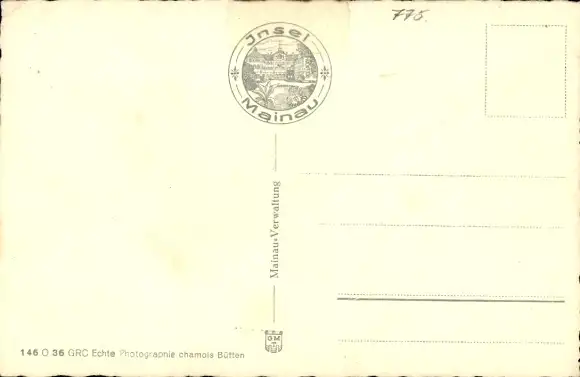 775.
Insel
Mainau
Mainau-Verwaltung
146 O 36 GRC Echte Photographie chamois Bütten